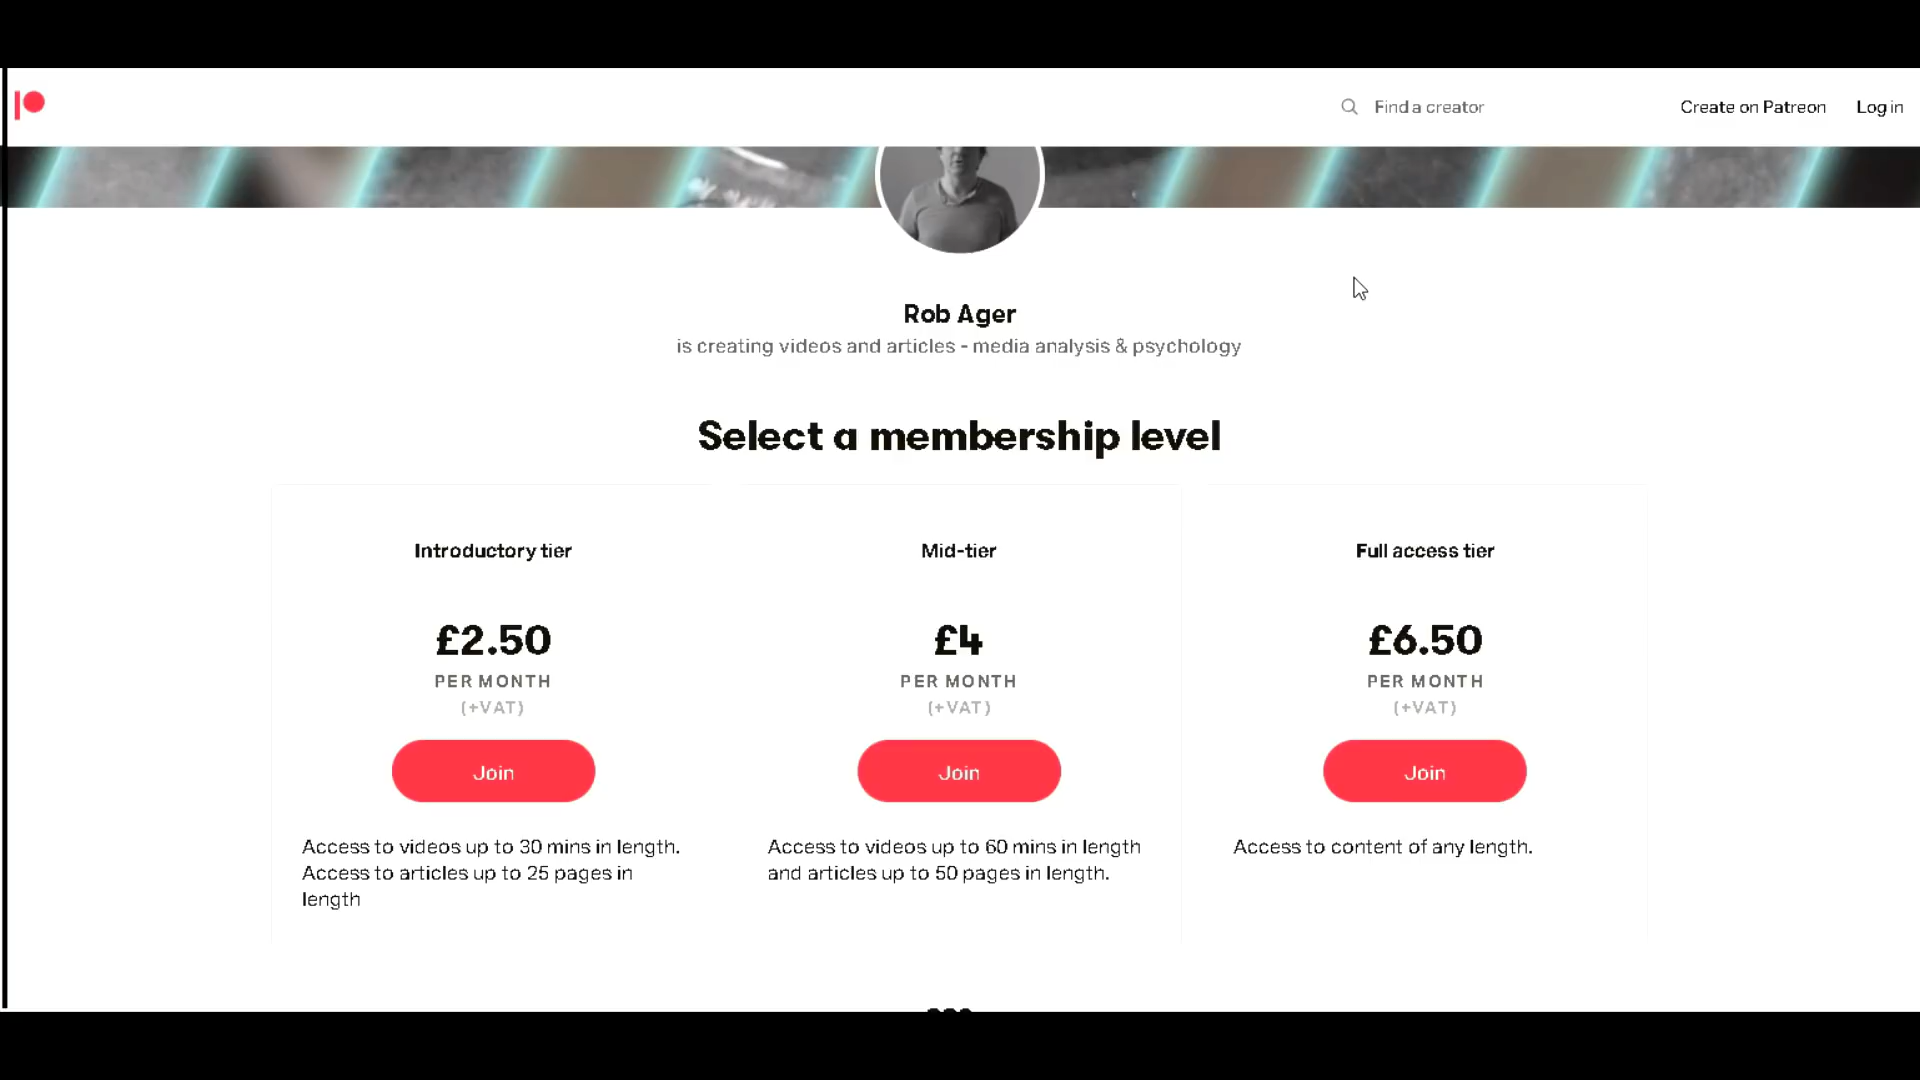 Find a creator
Create on Patreon
Log in
Rob Ager
is creating videos and articles - media analysis & psychology
Select a membership level
Introductory tier
£2.50
PER MONTH
(+VAT)
Join
Access to videos up to 30 mins in length.
Access to articles up to 25 pages in
length
Mid-tier
£4
PER MONTH
(+VAT)
Join
Access to videos up to 60 mins in length
and articles up to 50 pages in length.
Full access tier
£6.50
PER MONTH
(+VAT)
Join
Access to content of any length.